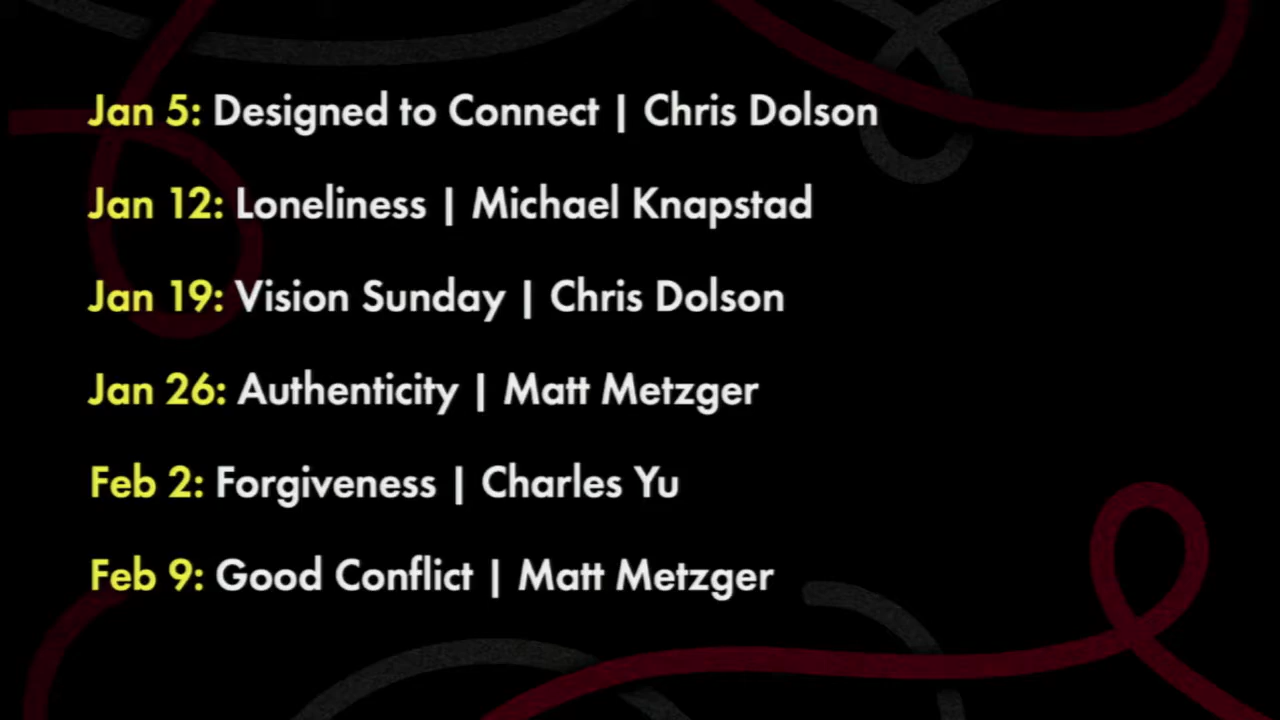 Jan 5: Designed to Connect | Chris Dolson
Jan 12: Loneliness | Michael Knapstad
Jan 19: Vision Sunday | Chris Dolson
Jan 26: Authenticity | Matt Metzger
Feb 2: Forgiveness | Charles Yu
Feb 9: Good Conflict | Matt Metzger